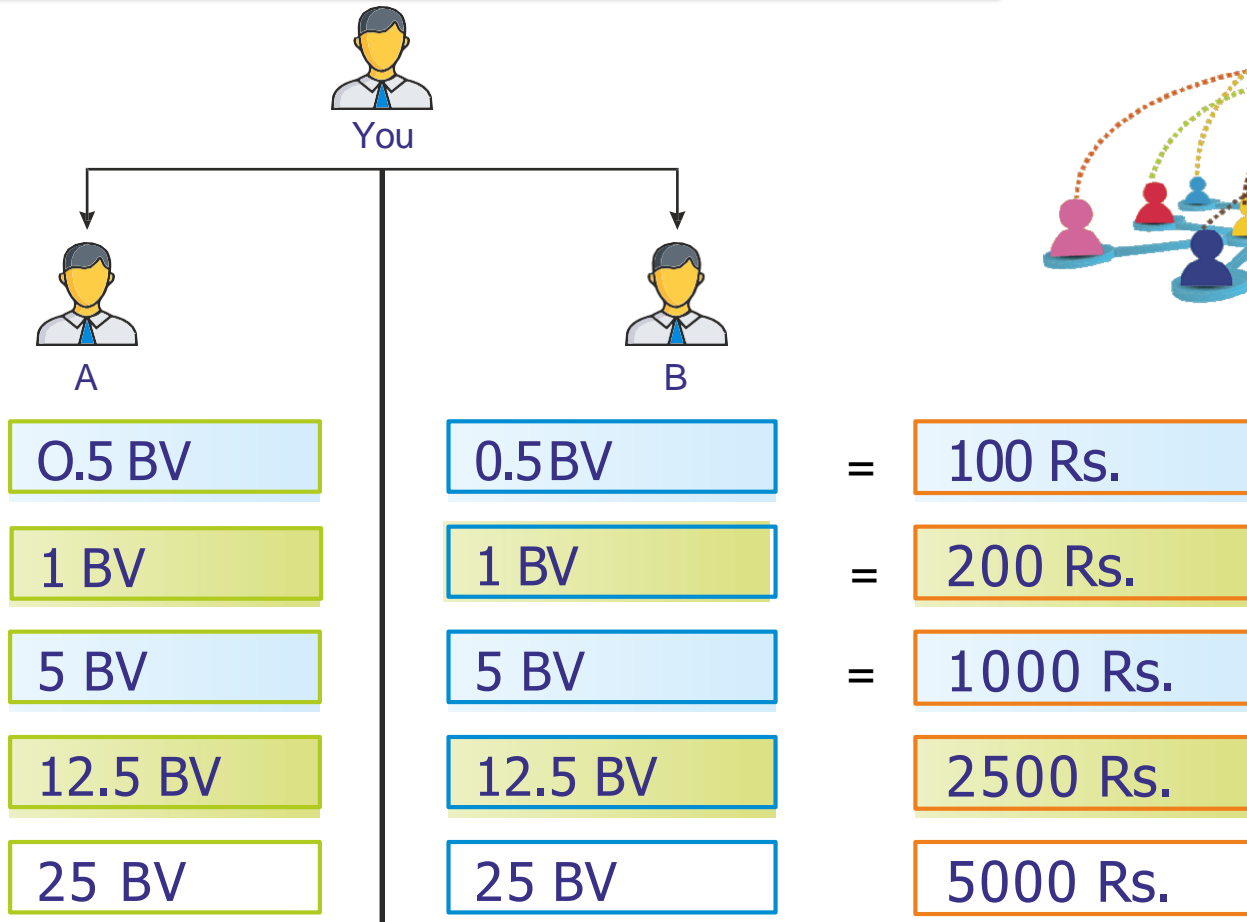 You
A B
O.5 BV 0.5BV = 100 Rs.
1 BV 1 BV = 200 Rs.
5 BV 5 BV = 1000 Rs.
12.5 BV 12.5 BV 2500 Rs.
25 BV 25 BV 5000 Rs.